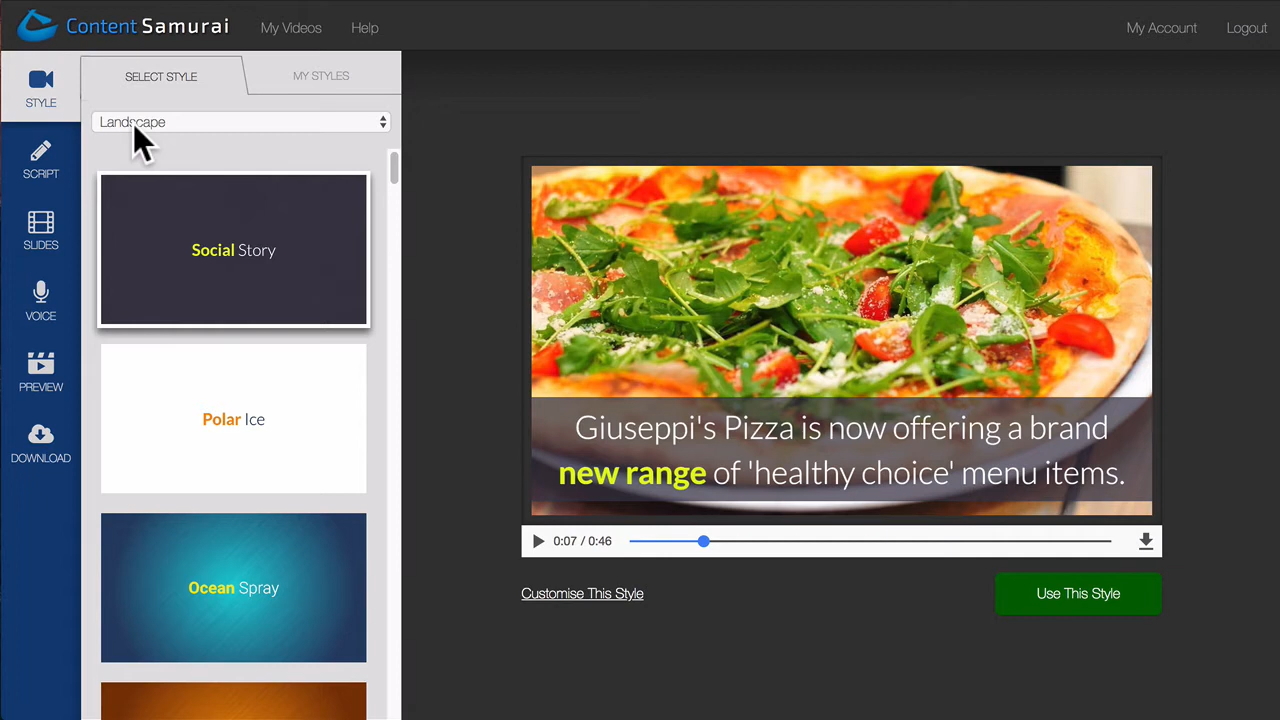 Content Samurai
My Videos
Help
My Account
Logout
STYLE
SCRIPT
SLIDES
VOICE
PREVIEW
DOWNLOAD
SELECT STYLE
MY STYLES
Landscape
Social Story
Polar Ice
Ocean Spray
Giuseppi's Pizza is now offering a brand
new range of 'healthy choice' menu items.
0:07 / 0:46
Customise This Style
Use This Style